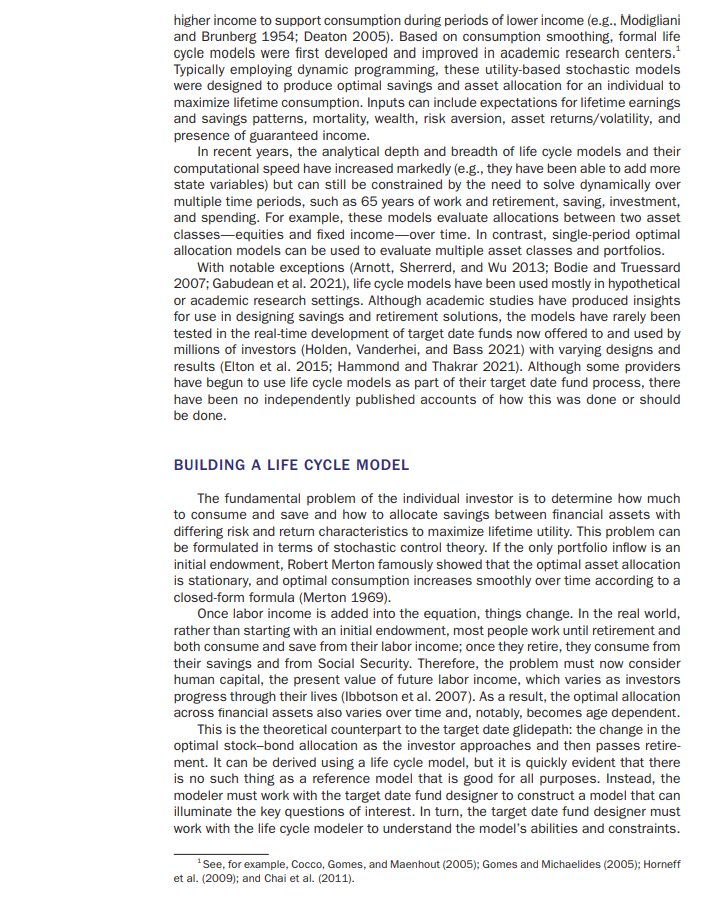 higher income to support consumption during periods of lower income (e.g., Modigliani
and Brunberg 1954; Deaton 2005). Based on consumption smoothing, formal life
cycle models were first developed and improved in academic research centers.1
Typically employing dynamic programming, these utility-based stochastic models
were designed to produce optimal savings and asset allocation for an individual to
maximize lifetime consumption. Inputs can include expectations for lifetime earnings
and savings patterns, mortality, wealth, risk aversion, asset returns/volatility, and
presence of guaranteed income.
In recent years, the analytical depth and breadth of life cycle models and their
computational speed have increased markedly (e.g., they have been able to add more
state variables) but can still be constrained by the need to solve dynamically over
multiple time periods, such as 65 years of work and retirement, saving, investment,
and spending. For example, these models evaluate allocations between two asset
classes—equities and fixed income—over time. In contrast, single-period optimal
allocation models can be used to evaluate multiple asset classes and portfolios.
With notable exceptions (Arnott, Sherrerd, and Wu 2013; Bodie and Truessard
2007; Gabudean et al. 2021), life cycle models have been used mostly in hypothetical
or academic research settings. Although academic studies have produced insights
for use in designing savings and retirement solutions, the models have rarely been
tested in the real-time development of target date funds now offered to and used by
millions of investors (Holden, Vanderhei, and Bass 2021) with varying designs and
results (Elton et al. 2015; Hammond and Thakrar 2021). Although some providers
have begun to use life cycle models as part of their target date fund process, there
have been no independently published accounts of how this was done or should
be done.
BUILDING A LIFE CYCLE MODEL
The fundamental problem of the individual investor is to determine how much
to consume and save and how to allocate savings between financial assets with
differing risk and return characteristics to maximize lifetime utility. This problem can
be formulated in terms of stochastic control theory. If the only portfolio inflow is an
initial endowment, Robert Merton famously showed that the optimal asset allocation
is stationary, and optimal consumption increases smoothly over time according to a
closed-form formula (Merton 1969).
Once labor income is added into the equation, things change. In the real world,
rather than starting with an initial endowment, most people work until retirement and
both consume and save from their labor income; once they retire, they consume from
their savings and from Social Security. Therefore, the problem must now consider
human capital, the present value of future labor income, which varies as investors
progress through their lives (Ibbotson et al. 2007). As a result, the optimal allocation
across financial assets also varies over time and, notably, becomes age dependent.
This is the theoretical counterpart to the target date glidepath: the change in the
optimal stock–bond allocation as the investor approaches and then passes retire-
ment. It can be derived using a life cycle model, but it is quickly evident that there
is no such thing as a reference model that is good for all purposes. Instead, the
modeler must work with the target date fund designer to construct a model that can
illuminate the key questions of interest. In turn, the target date fund designer must
work with the life cycle modeler to understand the model's abilities and constraints.
1See, for example, Cocco, Gomes, and Maenhout (2005); Gomes and Michaelides (2005); Horneff
et al. (2009); and Chai et al. (2011).